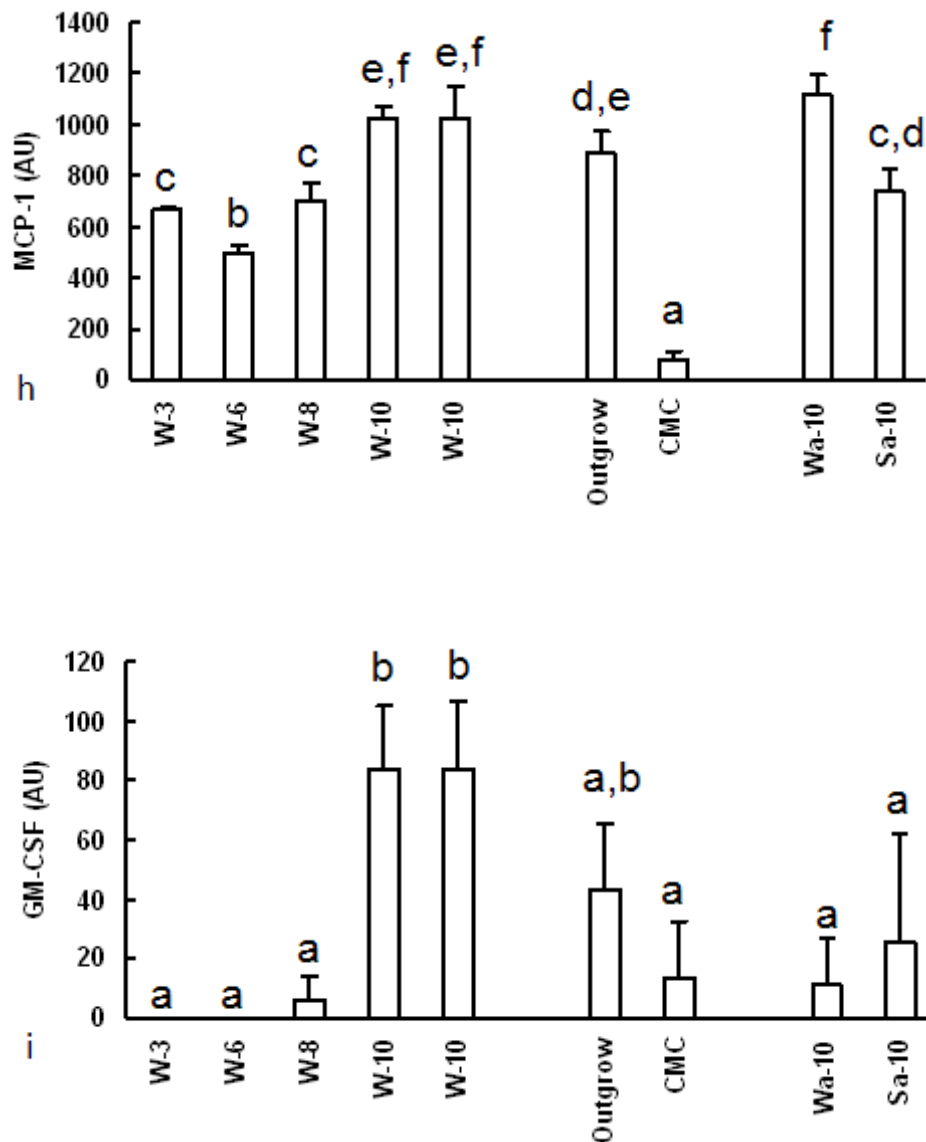 1400
1200
1000
800
600
400
200
0
MCP-1 (AU)
c
b
c
e,f
e,f
d,e
a
f
c,d
h
W-3
W-6
W-8
W-10
W-10
Outgrow
CMC
Wa-10
Sa-10
120
100
80
60
40
20
0
GM-CSF (AU)
a
a
a
b
b
a,b
a
a
a
i
W-3
W-6
W-8
W-10
W-10
Outgrow
CMC
Wa-10
Sa-10